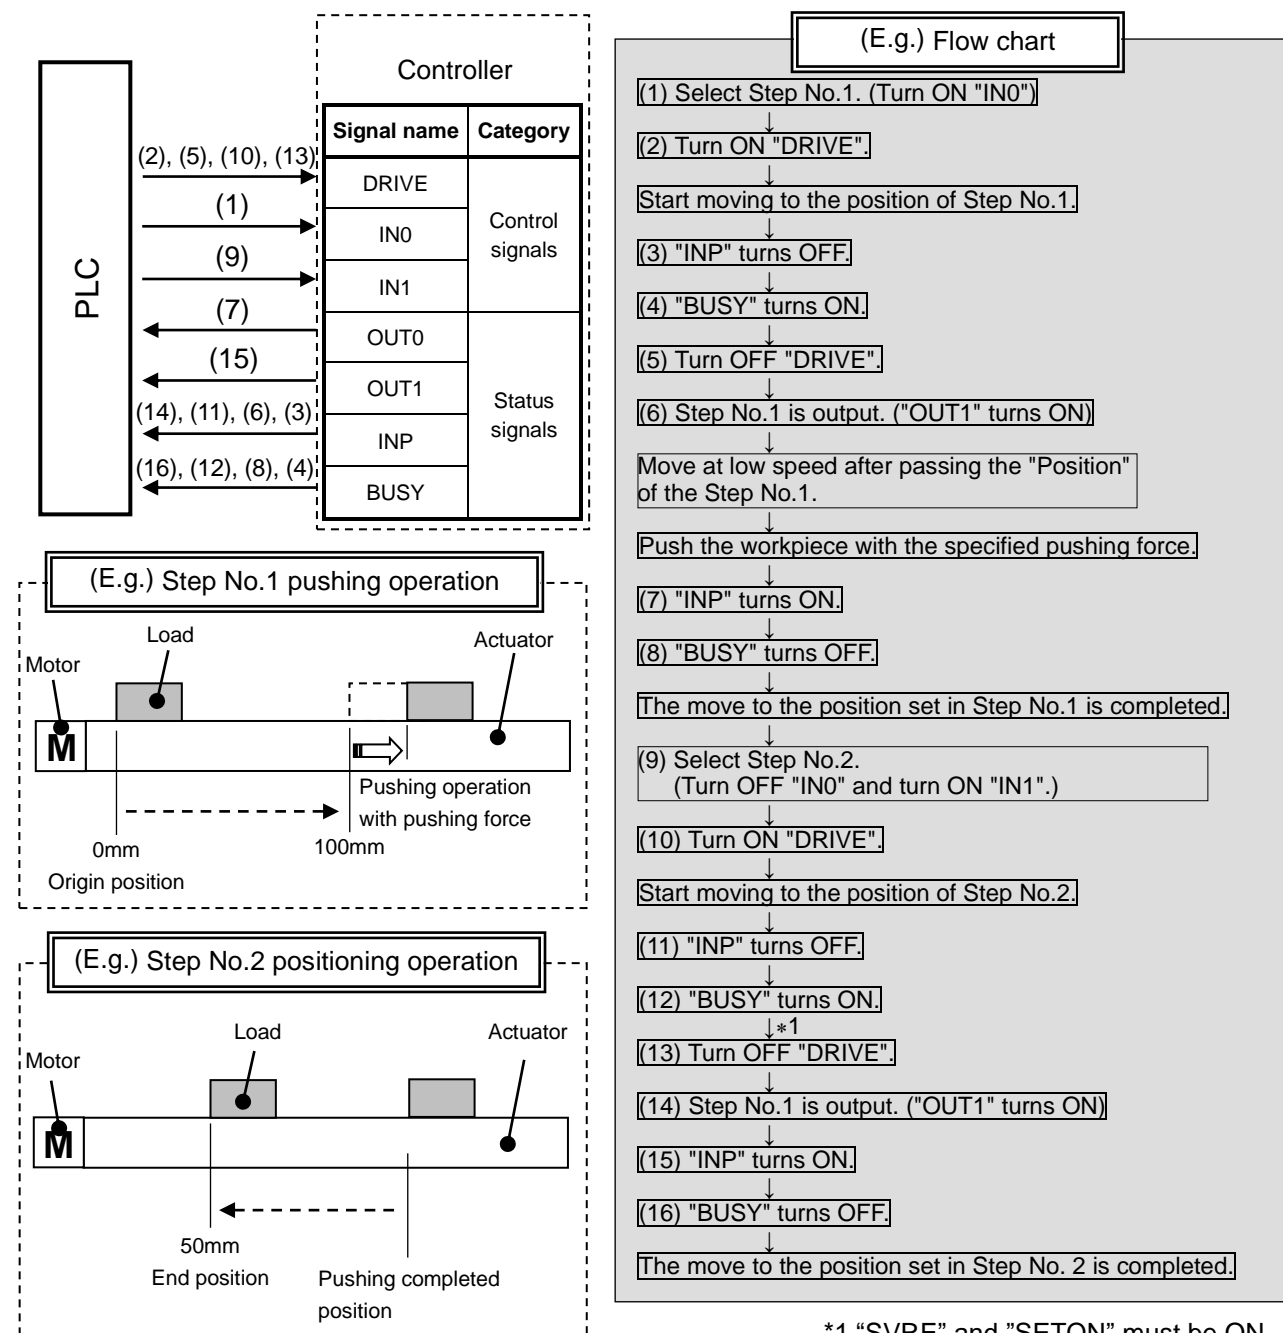 Controller
Signal name Category
PLC
(2), (5), (10), (13)
DRIVE
(1)
IN0
Control
signals
(9)
IN1
(7)
OUT0
(15)
OUT1
Status
signals
(14), (11), (6), (3)
INP
(16), (12), (8), (4)
BUSY
(E.g.) Step No.1 pushing operation
Load
Actuator
Motor
M
Pushing operation
with pushing force
0mm
100mm
Origin position
(E.g.) Step No.2 positioning operation
Load
Actuator
Motor
M
50mm
End position
Pushing completed
position
(E.g.) Flow chart
(1) Select Step No.1. (Turn ON "IN0")
↓
(2) Turn ON "DRIVE".
↓
Start moving to the position of Step No.1.
↓
(3) "INP" turns OFF.
↓
(4) "BUSY" turns ON.
↓
(5) Turn OFF "DRIVE".
↓
(6) Step No.1 is output. ("OUT1" turns ON)
↓
Move at low speed after passing the "Position"
of the Step No.1.
↓
Push the workpiece with the specified pushing force.
↓
(7) "INP" turns ON.
↓
(8) "BUSY" turns OFF.
↓
The move to the position set in Step No.1 is completed.
↓
(9) Select Step No.2.
(Turn OFF "IN0" and turn ON "IN1".)
↓
(10) Turn ON "DRIVE".
↓
Start moving to the position of Step No.2.
↓
(11) "INP" turns OFF.
↓
(12) "BUSY" turns ON.
↓*1
(13) Turn OFF "DRIVE".
↓
(14) Step No.1 is output. ("OUT1" turns ON)
↓
(15) "INP" turns ON.
↓
(16) "BUSY" turns OFF.
↓
The move to the position set in Step No. 2 is completed.
*1 “SVRE” and ”SETON” must be ON